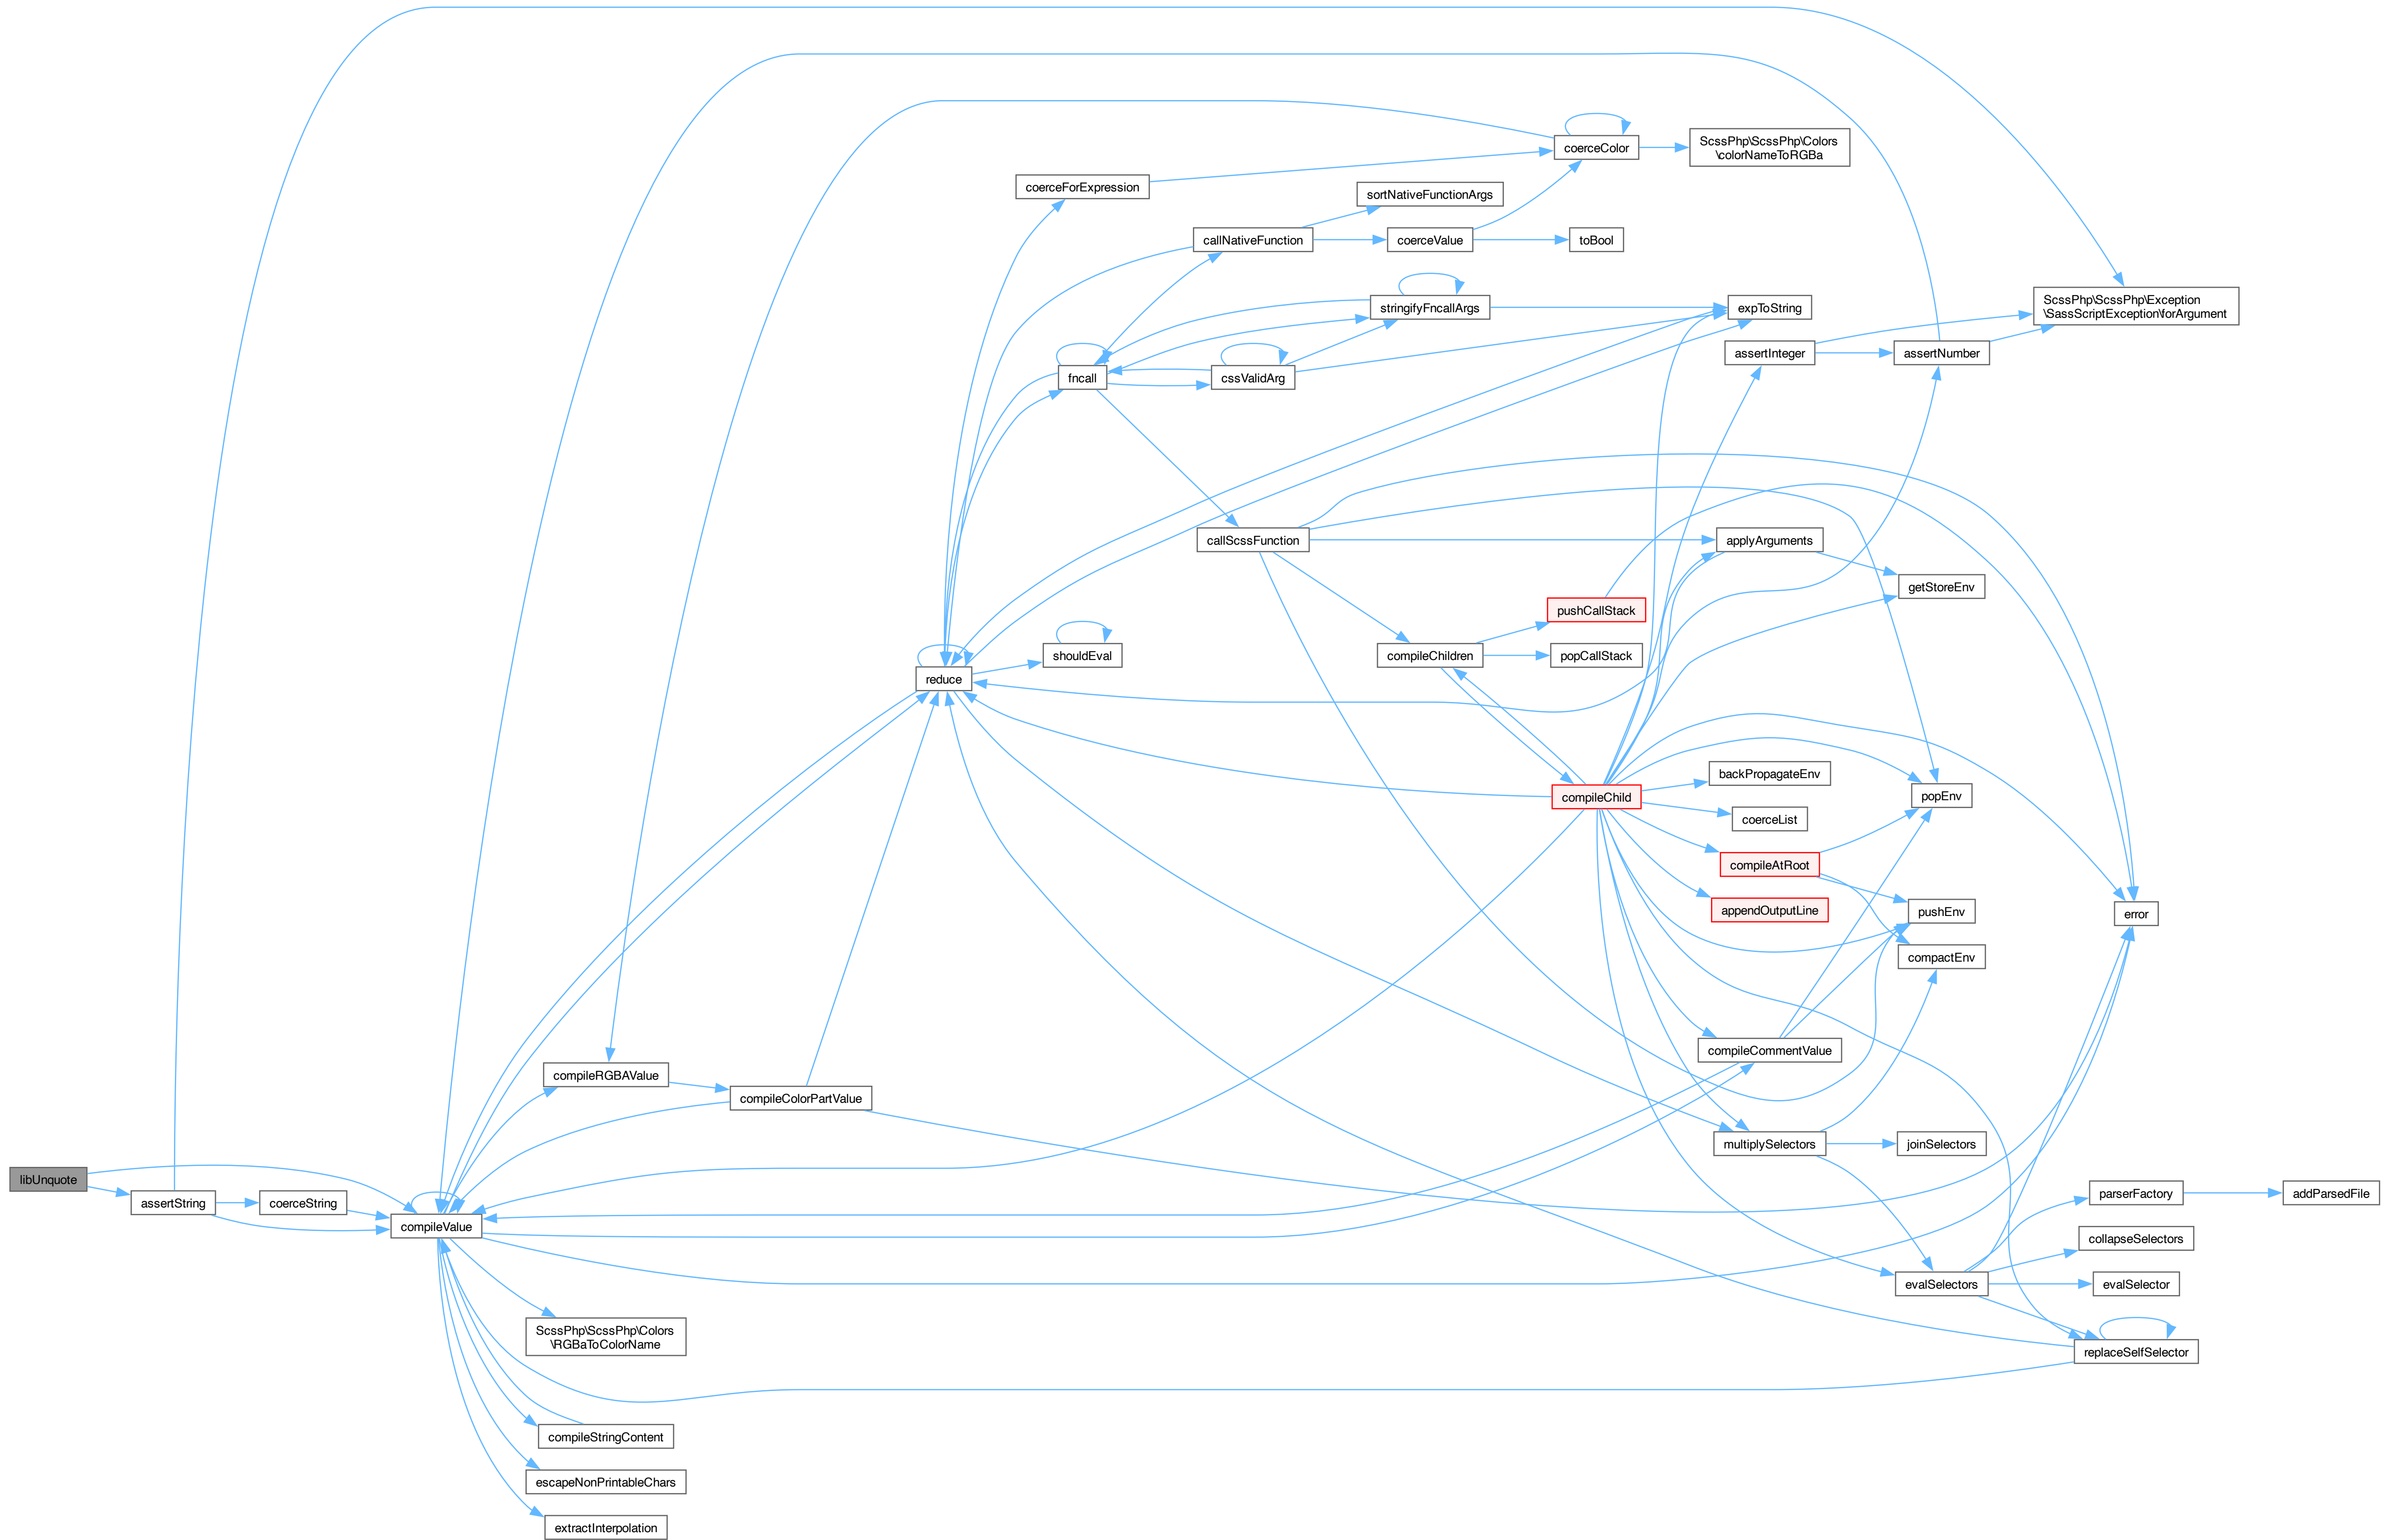 libUnquote
assertString
coerceString
compileValue
compileRGBAValue
compileColorPartValue
ScssPhp\ScssPhp\Colors
\RGBaToColorName
compileStringContent
escapeNonPrintableChars
extractInterpolation
reduce
coerceForExpression
fncall
shouldEval
callNativeFunction
sortNativeFunctionArgs
coerceValue
coerceColor
ScssPhp\ScssPhp\Colors
\colorNameToRGBa
toBool
stringifyFncallArgs
cssValidArg
expToString
callScssFunction
compileChildren
pushCallStack
popCallStack
compileChild
assertInteger
assertNumber
ScssPhp\ScssPhp\Exception
\SassScriptException\forArgument
applyArguments
getStoreEnv
backPropagateEnv
coerceList
compileAtRoot
appendOutputLine
popEnv
pushEnv
compactEnv
error
compileCommentValue
multiplySelectors
joinSelectors
evalSelectors
parserFactory
addParsedFile
collapseSelectors
evalSelector
replaceSelfSelector